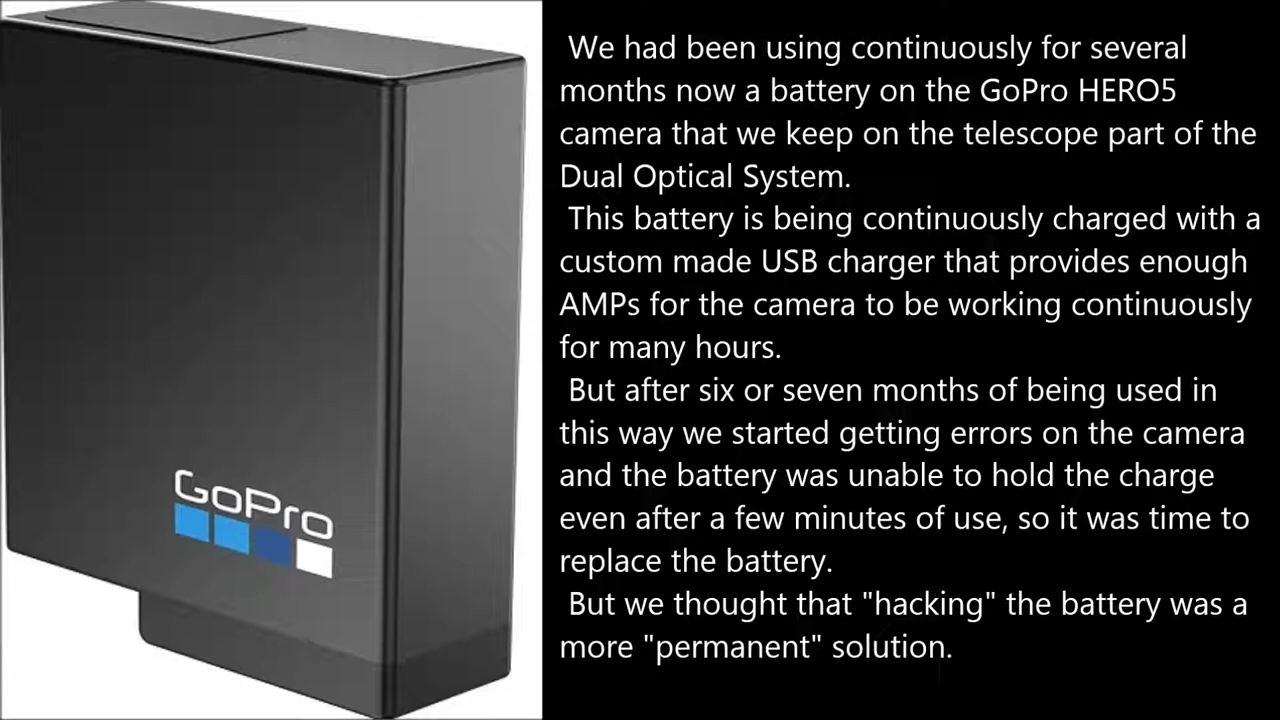 GoPro
We had been using continuously for several
months now a battery on the GoPro HERO5
camera that we keep on the telescope part of the
Dual Optical System.
This battery is being continuously charged with a
custom made USB charger that provides enough
AMPs for the camera to be working continuously
for many hours.
But after six or seven months of being used in
this way we started getting errors on the camera
and the battery was unable to hold the charge
even after a few minutes of use, so it was time to
replace the battery.
But we thought that "hacking" the battery was a
more "permanent" solution.